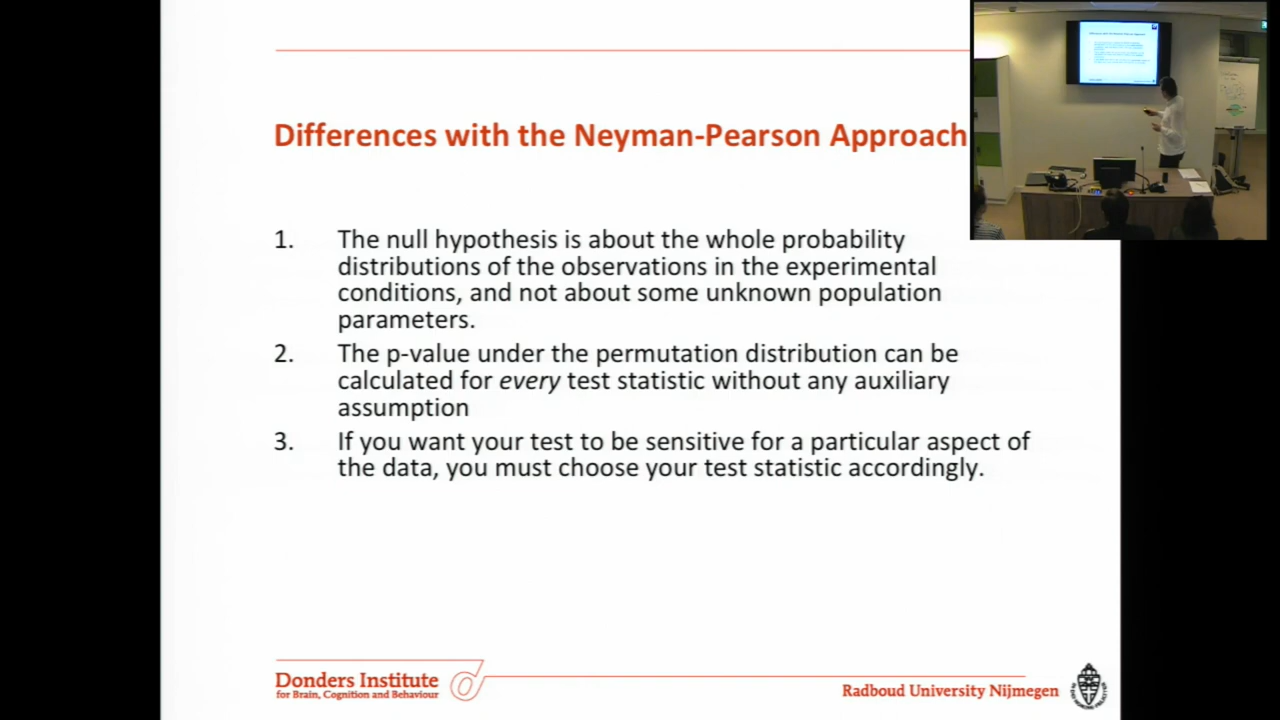 Differences with the Neyman-Pearson Approach
1. The null hypothesis is about the whole probability
distributions of the observations in the experimental
conditions, and not about some unknown population
parameters.
2. The p-value under the permutation distribution can be
calculated for every test statistic without any auxiliary
assumption
3. If you want your test to be sensitive for a particular aspect of
the data, you must choose your test statistic accordingly.
Donders Institute
for Brain, Cognition and Behaviour
Radboud University Nijmegen